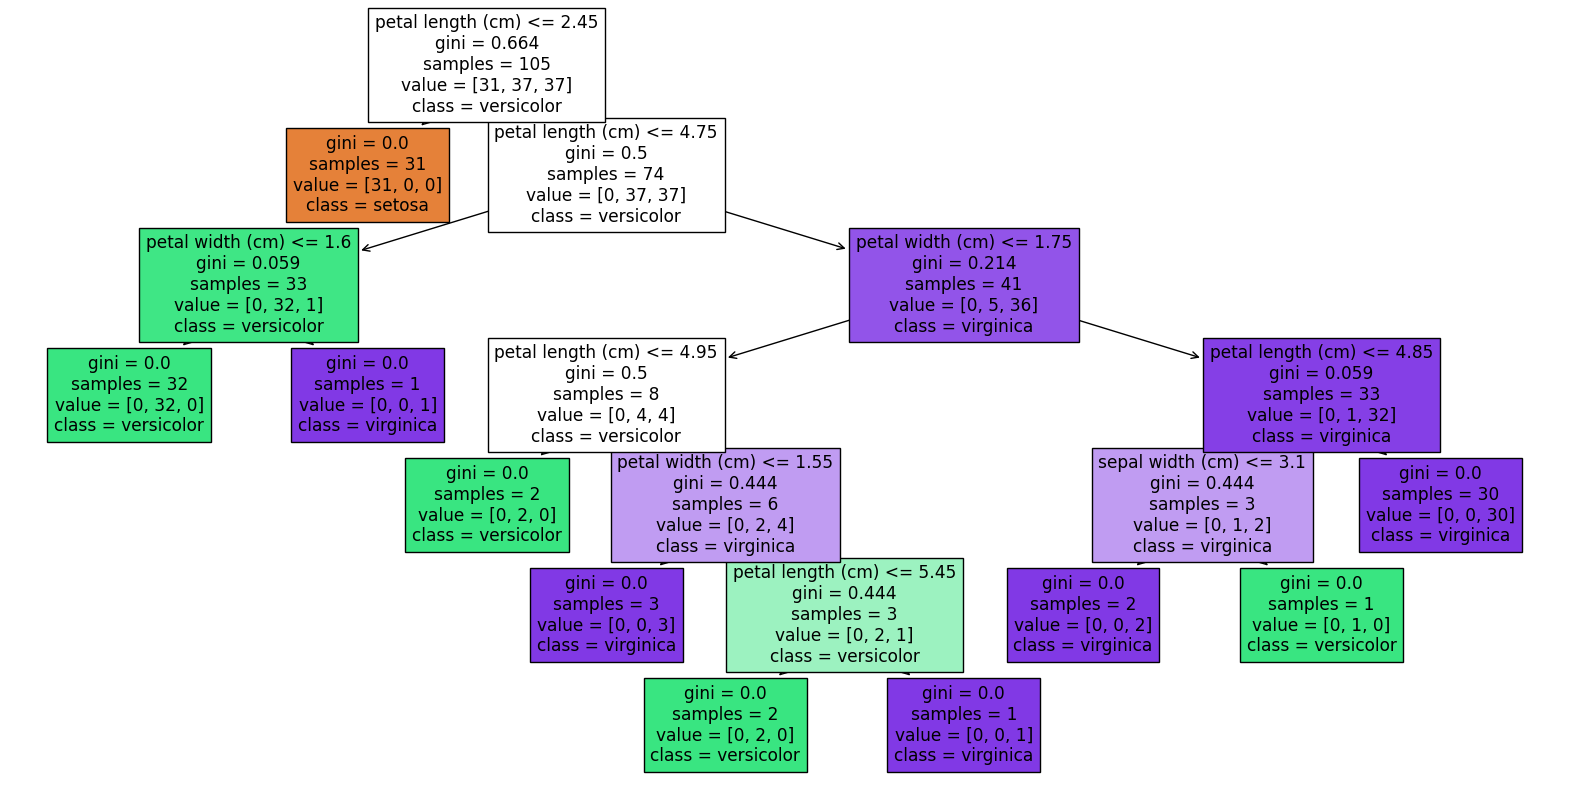 petal length (cm) <= 2.45
gini = 0.664
samples = 105
value = [31, 37, 37]
class = versicolor
gini = 0.0
samples = 31
value = [31, 0, 0]
class = setosa
petal length (cm) <= 4.75
gini = 0.5
samples = 74
value = [0, 37, 37]
class = versicolor
petal width (cm) <= 1.6
gini = 0.059
samples = 33
value = [0, 32, 1]
class = versicolor
petal width (cm) <= 1.75
gini = 0.214
samples = 41
value = [0, 5, 36]
class = virginica
gini = 0.0
samples = 32
value = [0, 32, 0]
class = versicolor
gini = 0.0
samples = 1
value = [0, 0, 1]
class = virginica
petal length (cm) <= 4.95
gini = 0.5
samples = 8
value = [0, 4, 4]
class = versicolor
petal length (cm) <= 4.85
gini = 0.059
samples = 33
value = [0, 1, 32]
class = virginica
gini = 0.0
samples = 2
value = [0, 2, 0]
class = versicolor
petal width (cm) <= 1.55
gini = 0.444
samples = 6
value = [0, 2, 4]
class = virginica
sepal width (cm) <= 3.1
gini = 0.444
samples = 3
value = [0, 1, 2]
class = virginica
gini = 0.0
samples = 30
value = [0, 0, 30]
class = virginica
gini = 0.0
samples = 3
value = [0, 0, 3]
class = virginica
petal length (cm) <= 5.45
gini = 0.444
samples = 3
value = [0, 2, 1]
class = versicolor
gini = 0.0
samples = 2
value = [0, 0, 2]
class = virginica
gini = 0.0
samples = 1
value = [0, 1, 0]
class = versicolor
gini = 0.0
samples = 2
value = [0, 2, 0]
class = versicolor
gini = 0.0
samples = 1
value = [0, 0, 1]
class = virginica